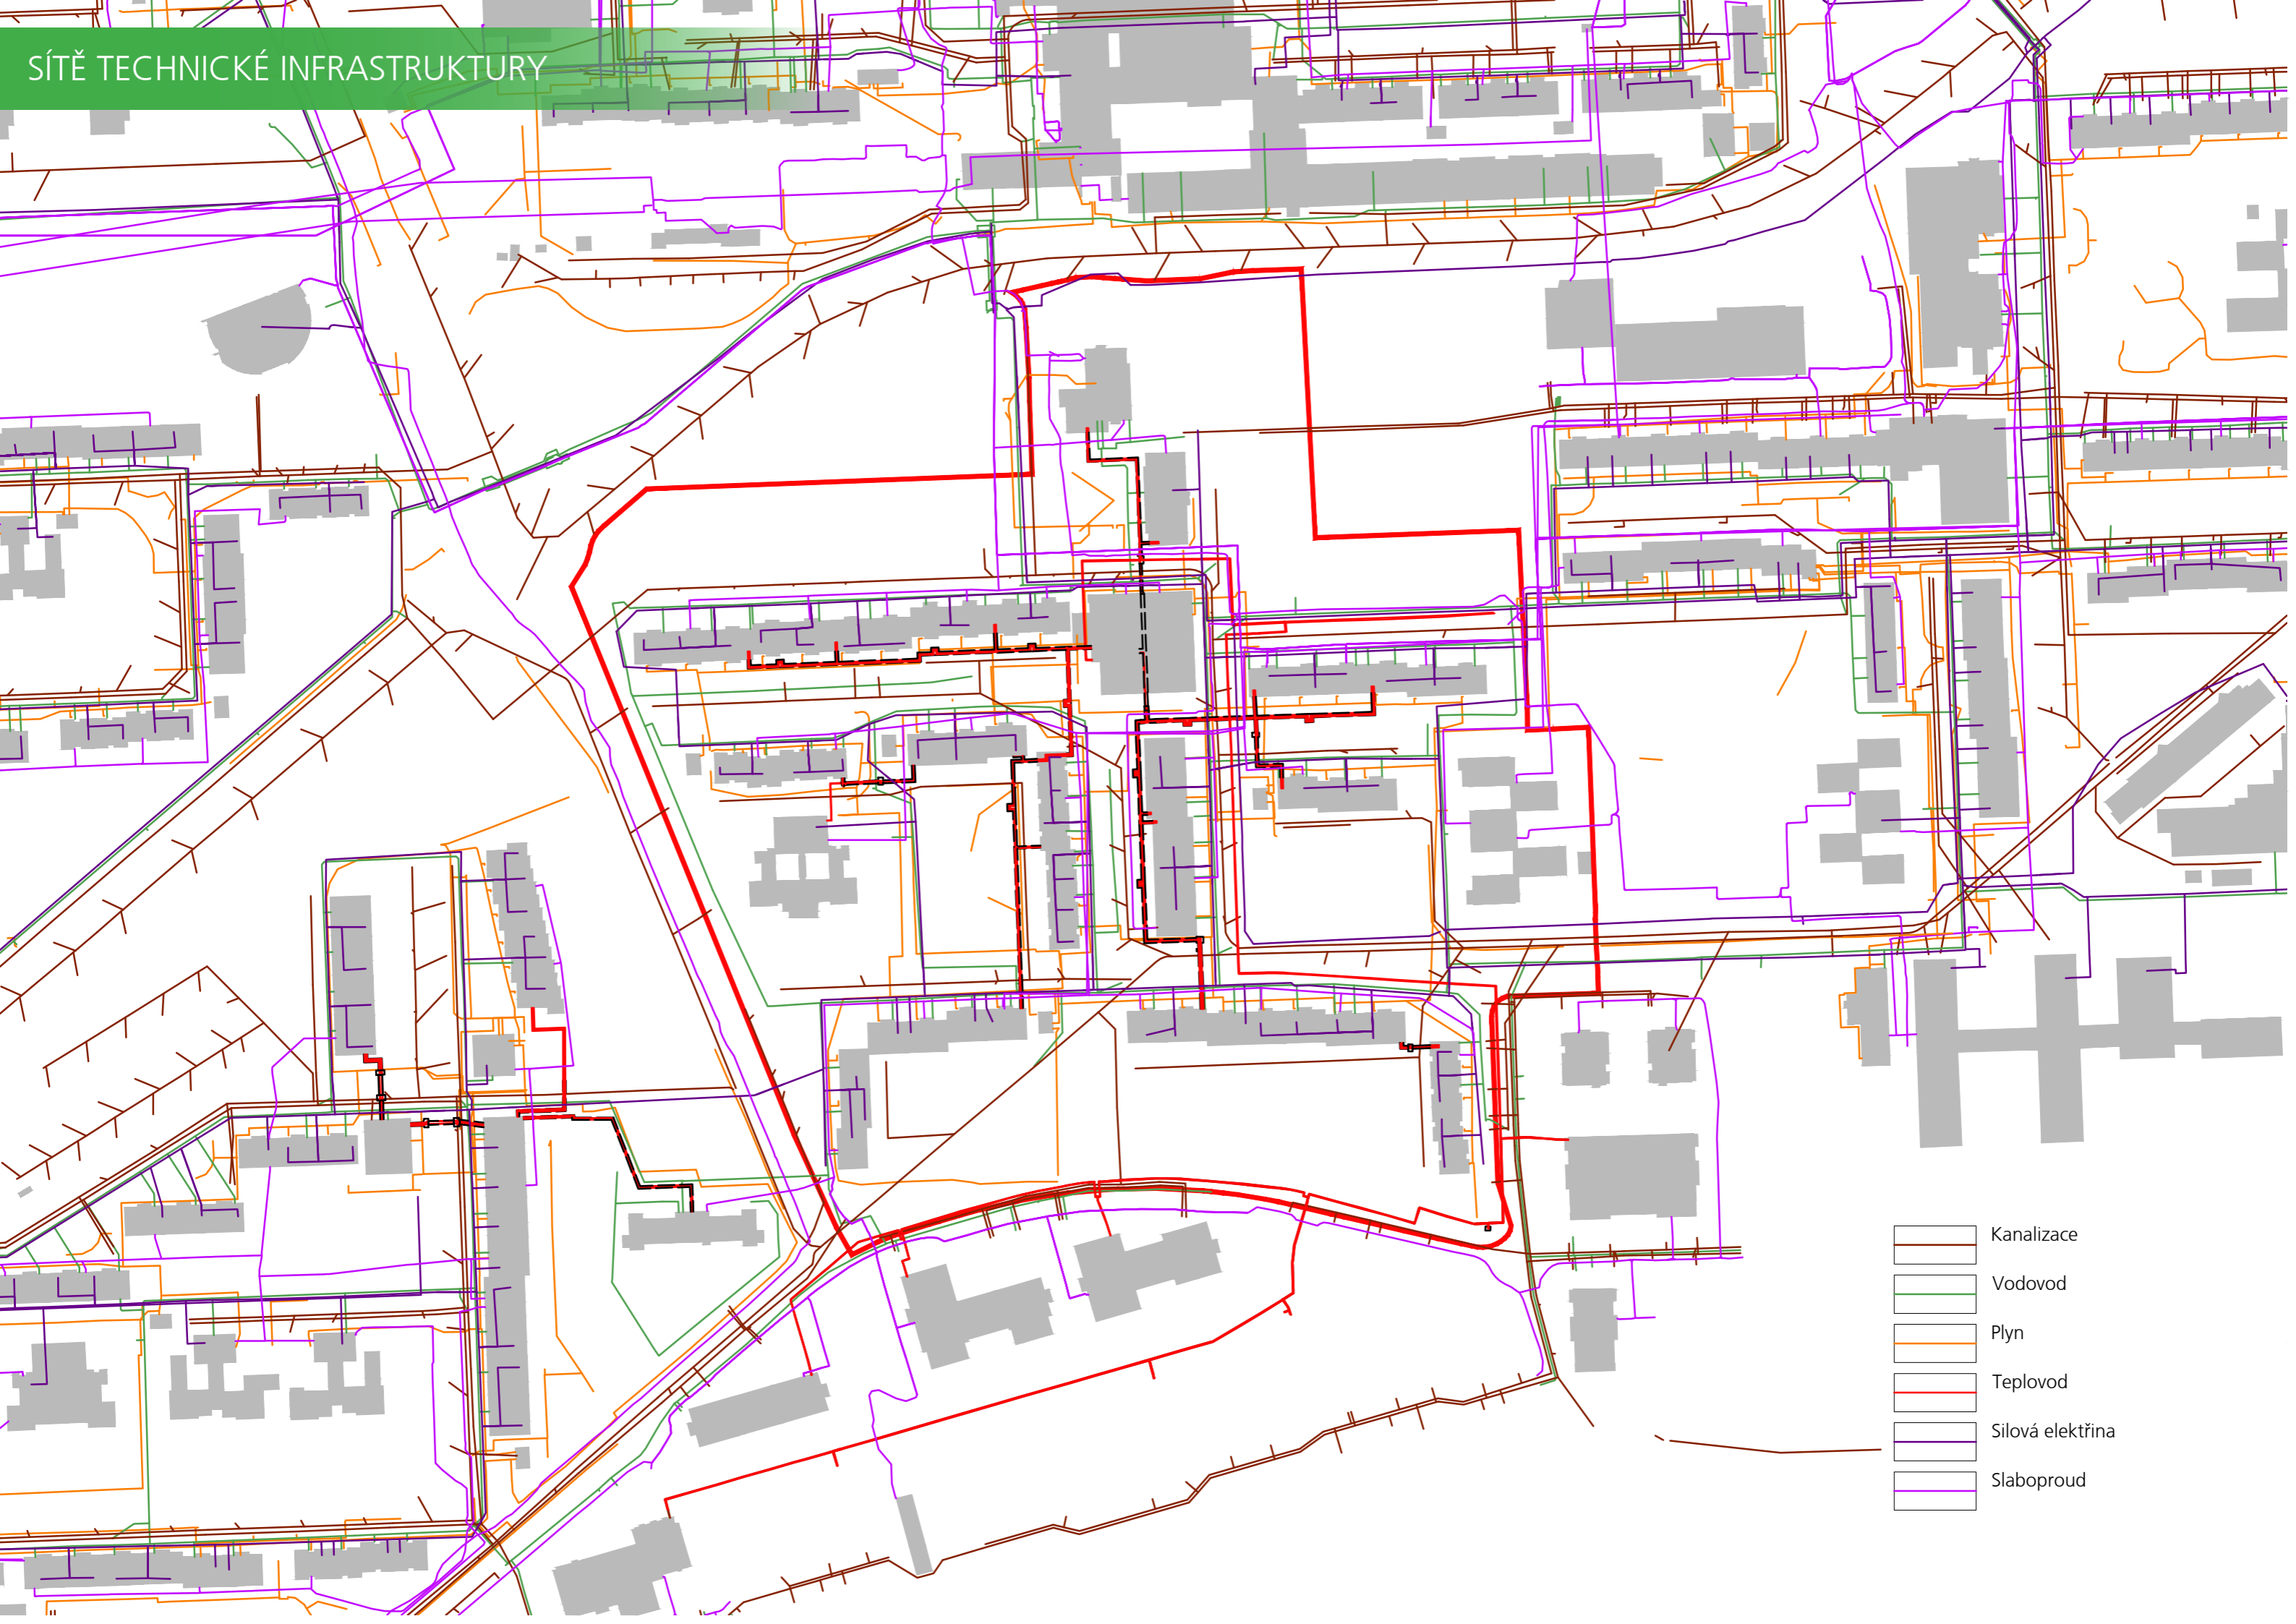 SÍTĚ TECHNICKÉ INFRASTRUKTURY
Kanalizace
Vodovod
Plyn
Teplovod
Silová elektřina
Slaboproud